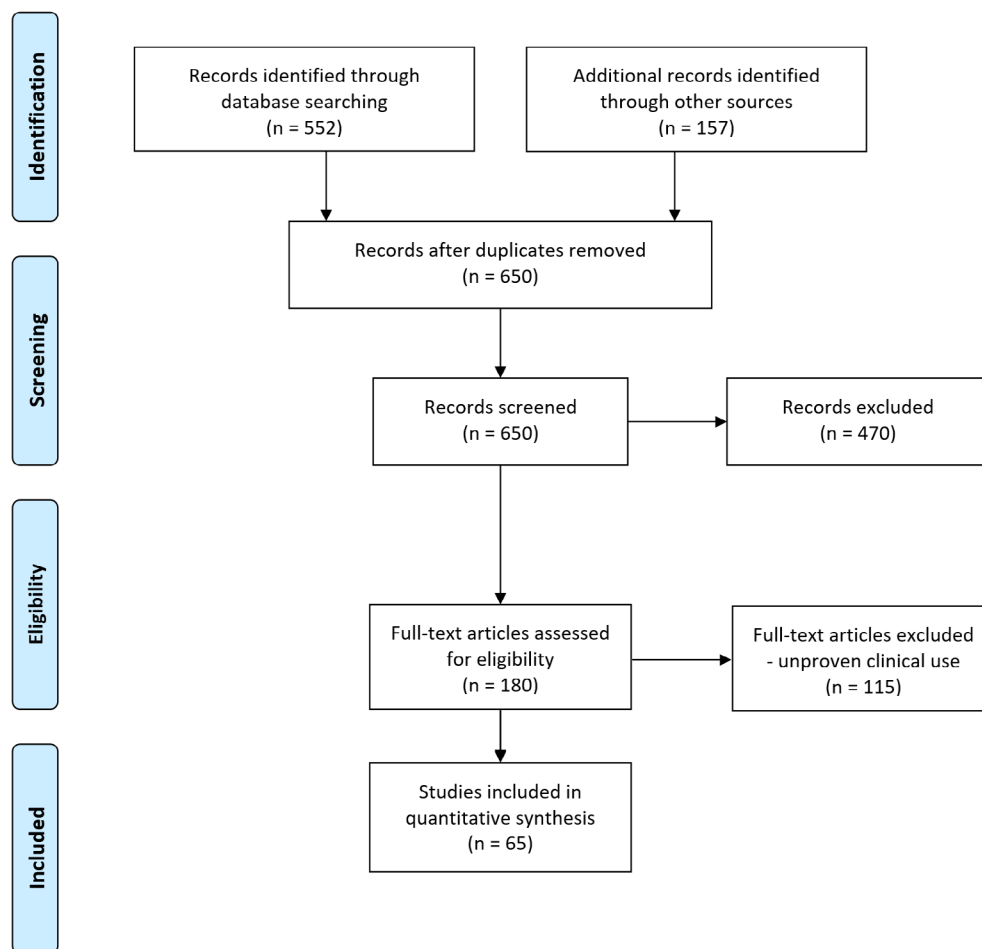 Identification
Records identified through
database searching
(n = 552)
Additional records identified
through other sources
(n = 157)
Records after duplicates removed
(n = 650)
Screening
Records screened
(n = 650)
Records excluded
(n = 470)
Eligibility
Full-text articles assessed
for eligibility
(n = 180)
Full-text articles excluded
- unproven clinical use
(n = 115)
Included
Studies included in
quantitative synthesis
(n = 65)